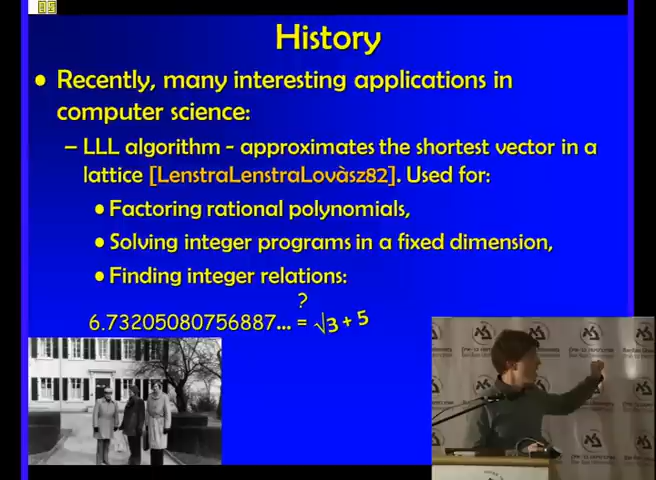 History
• Recently, many interesting applications in
computer science:
– LLL algorithm - approximates the shortest vector in a
lattice [LenstraLenstraLovàsz82]. Used for:
• Factoring rational polynomials,
• Solving integer programs in a fixed dimension,
• Finding integer relations:
?
6.73205080756887... = √3 + 5